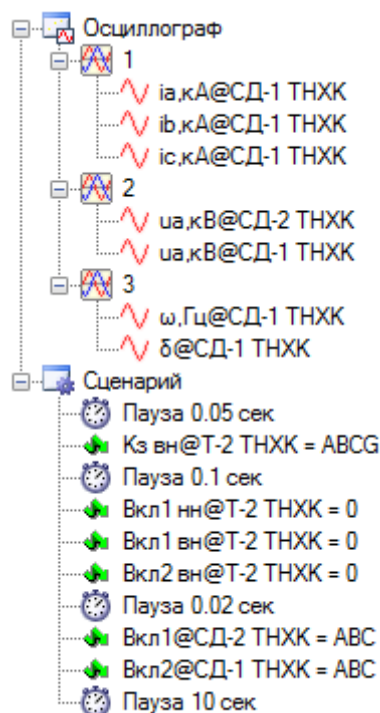 Осциллограф
1
ia,кА@СД-1 ТНХК
ib,кА@СД-1 ТНХК
ic,кА@СД-1 ТНХК
2
ua,кВ@СД-2 ТНХК
ua,кВ@СД-1 ТНХК
3
ω,Гц@СД-1 ТНХК
δ@СД-1 ТНХК
Сценарий
Пауза 0.05 сек
Кз вн@Т-2 ТНХК = ABCG
Пауза 0.1 сек
Вкл1 нн@Т-2 ТНХК = 0
Вкл1 вн@Т-2 ТНХК = 0
Вкл2 вн@Т-2 ТНХК = 0
Пауза 0.02 сек
Вкл1@СД-2 ТНХК = ABC
Вкл2@СД-1 ТНХК = ABC
Пауза 10 сек